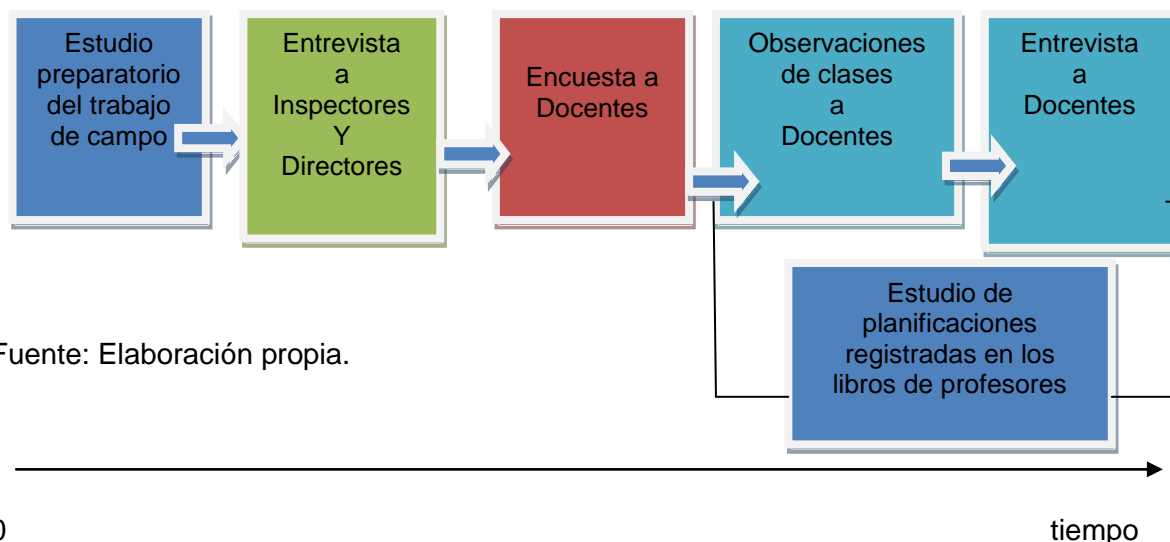 Estudio
preparatorio
del trabajo
de campo
Entrevista
a
Inspectores
Y
Directores
Encuesta a
Docentes
Observaciones
de clases
a
Docentes
Entrevista
a
Docentes
Estudio de
planificaciones
registradas en los
libros de profesores
Fuente: Elaboración propia.
0
tiempo